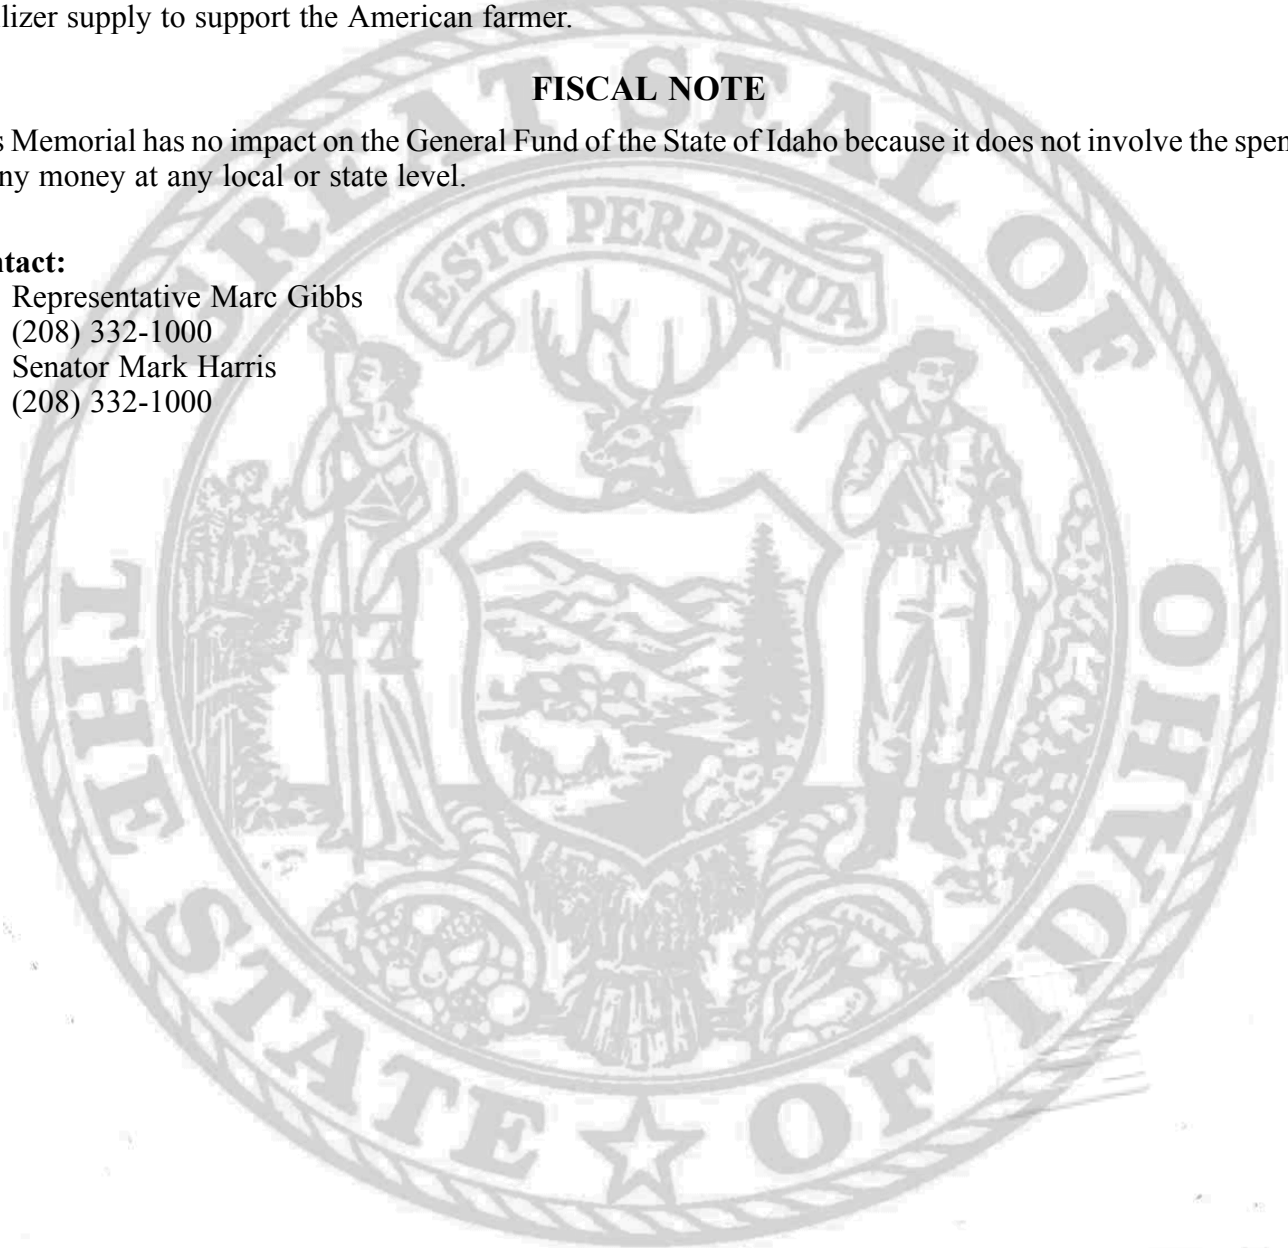 lizer supply to support the American farmer.
FISCAL NOTE
s Memorial has no impact on the General Fund of the State of Idaho because it does not involve the spen
ny money at any local or state level.
ntact:
Representative Marc Gibbs
(208) 332-1000
Senator Mark Harris
(208) 332-1000
GREAT SEAL OF
ESTO PERPETUA
THE STATE OF IDAHO